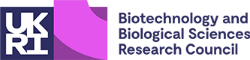 UK
RI
Biotechnology and
Biological Sciences
Research Council